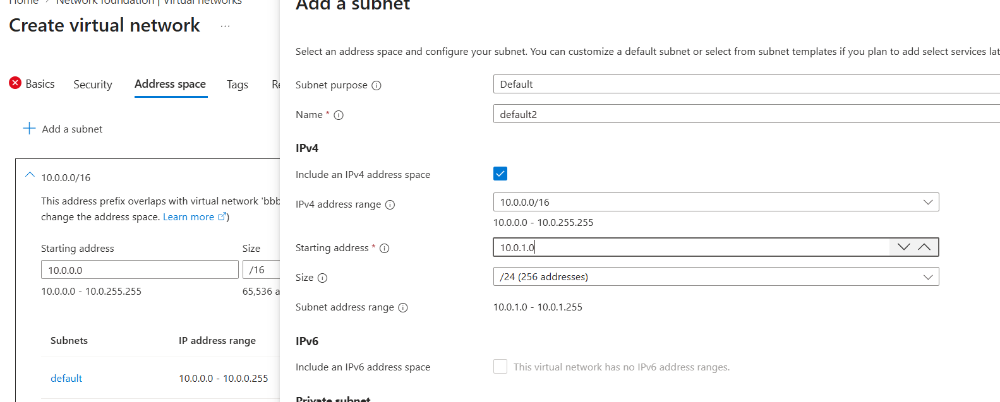 Home > Network foundation | Virtual networks
Create virtual network ...
Basics Security Address space Tags
Add a subnet
10.0.0.0/16
This address prefix overlaps with virtual network 'bbb
change the address space. Learn more )
Starting address Size
10.0.0.0 /16
10.0.0.0 - 10.0.255.255 65,536 a
Subnets IP address range
default 10.0.0.0 - 10.0.0.255
Add a subnet
Select an address space and configure your subnet. You can customize a default subnet or select from subnet templates if you plan to add select services lat
Subnet purpose Default
Name * default2
IPv4
Include an IPv4 address space
IPv4 address range 10.0.0.0/16
10.0.0.0 - 10.0.255.255
Starting address * 10.0.1.0
Size /24 (256 addresses)
Subnet address range 10.0.1.0 - 10.0.1.255
IPv6
Include an IPv6 address space This virtual network has no IPv6 address ranges.
Private subnet